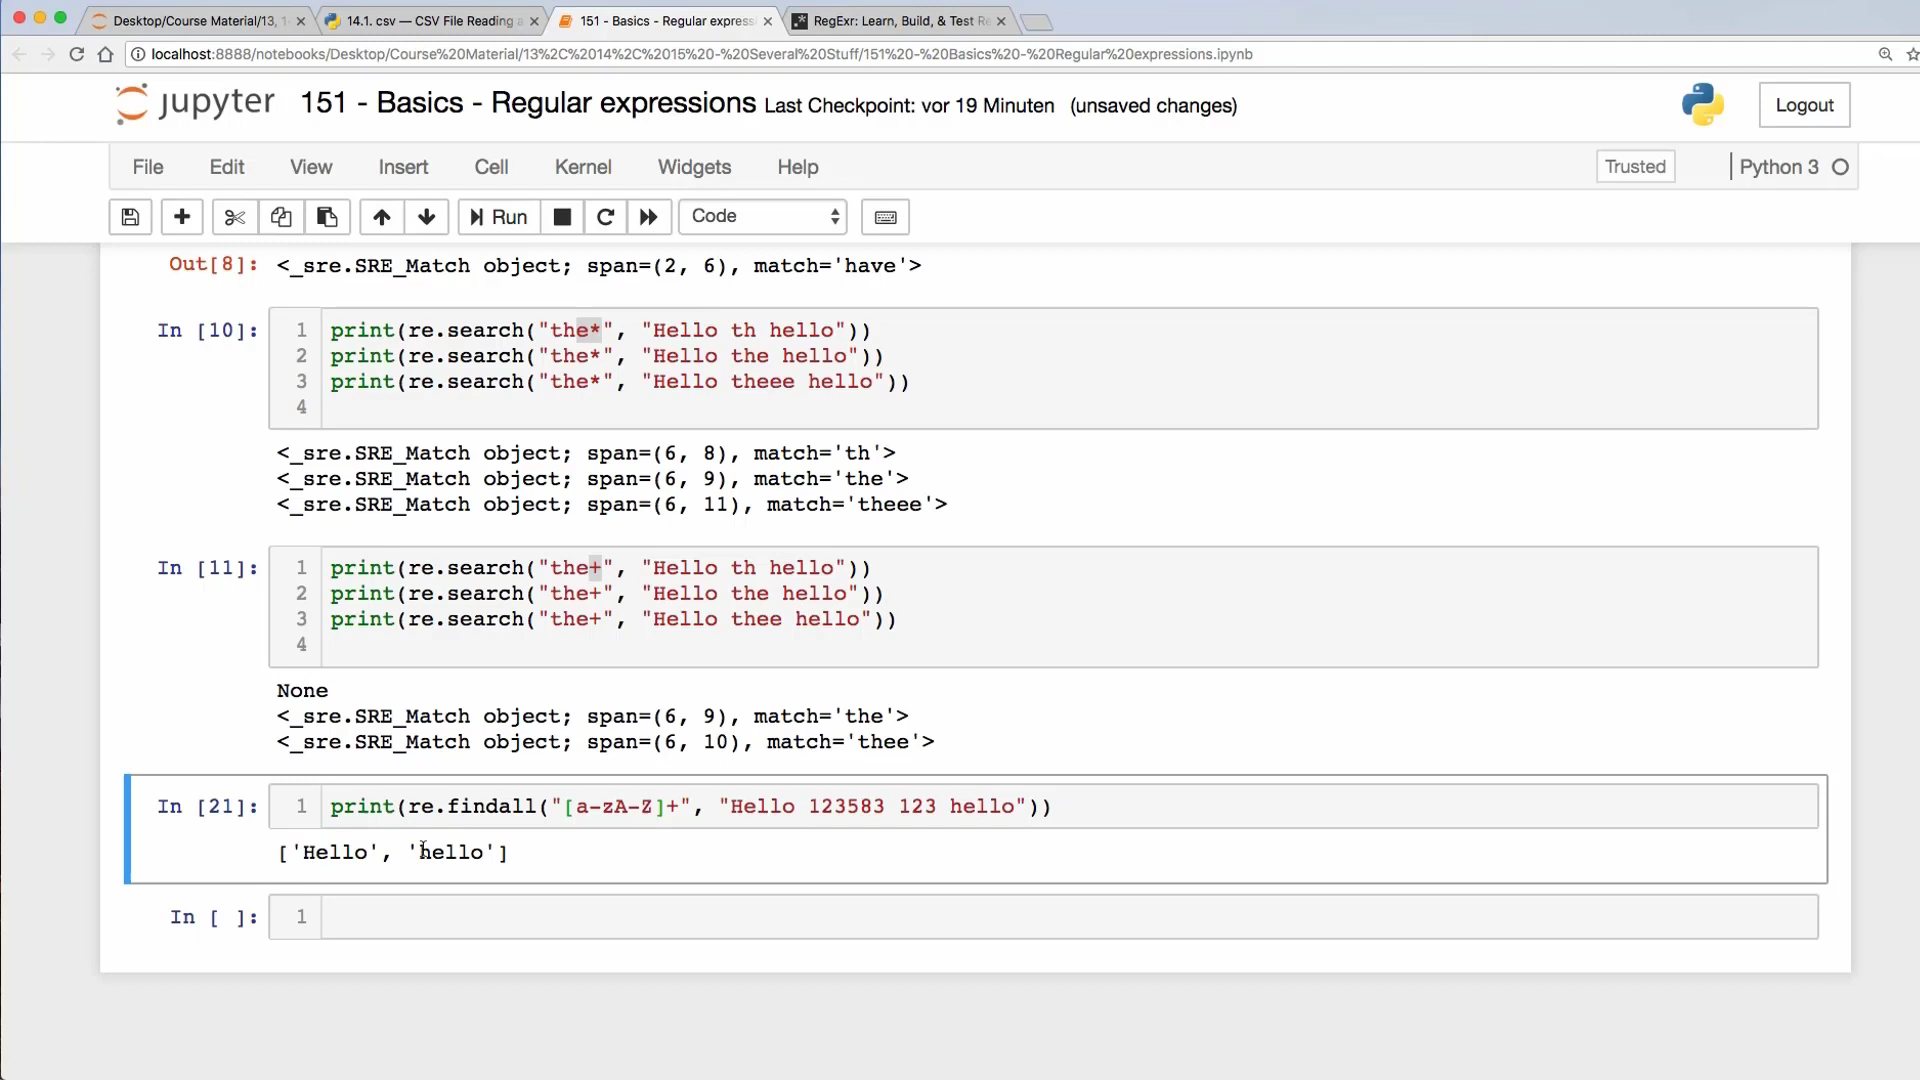 Desktop/Course Material/13, 1
14.1. csv — CSV File Reading a
151 - Basics - Regular express
RegExr: Learn, Build, & Test Re
localhost:8888/notebooks/Desktop/Course%20Material/13%2C%2014%2C%2015%20-%20Several%20Stuff/151%20-%20Basics%20-%20Regular%20expressions.ipynb
jupyter 151 - Basics - Regular expressions Last Checkpoint: vor 19 Minuten (unsaved changes)
Logout
File Edit View Insert Cell Kernel Widgets Help
Trusted Python 3
Run Code
Out[8]: <_sre.SRE_Match object; span=(2, 6), match='have'>
In [10]: 1 print(re.search("the*", "Hello th hello"))
2 print(re.search("the*", "Hello the hello"))
3 print(re.search("the*", "Hello theee hello"))
4
<_sre.SRE_Match object; span=(6, 8), match='th'>
<_sre.SRE_Match object; span=(6, 9), match='the'>
<_sre.SRE_Match object; span=(6, 11), match='theee'>
In [11]: 1 print(re.search("the+", "Hello th hello"))
2 print(re.search("the+", "Hello the hello"))
3 print(re.search("the+", "Hello thee hello"))
4
None
<_sre.SRE_Match object; span=(6, 9), match='the'>
<_sre.SRE_Match object; span=(6, 10), match='thee'>
In [21]: 1 print(re.findall("[a-zA-Z]+", "Hello 123583 123 hello"))
['Hello', 'hello']
In [ ]: 1